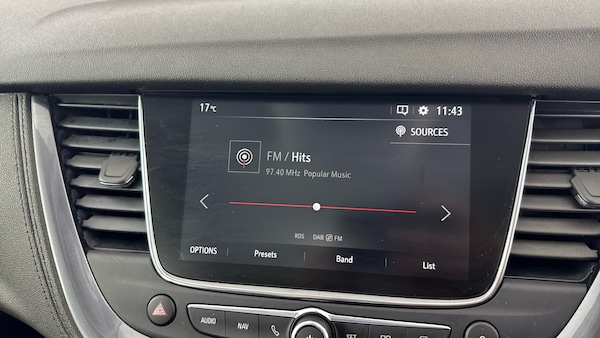 17°C 11:43
SOURCES
FM / Hits
97.40 MHz Popular Music
RDS DAB FM
OPTIONS Presets Band List
AUDIO NAV SET